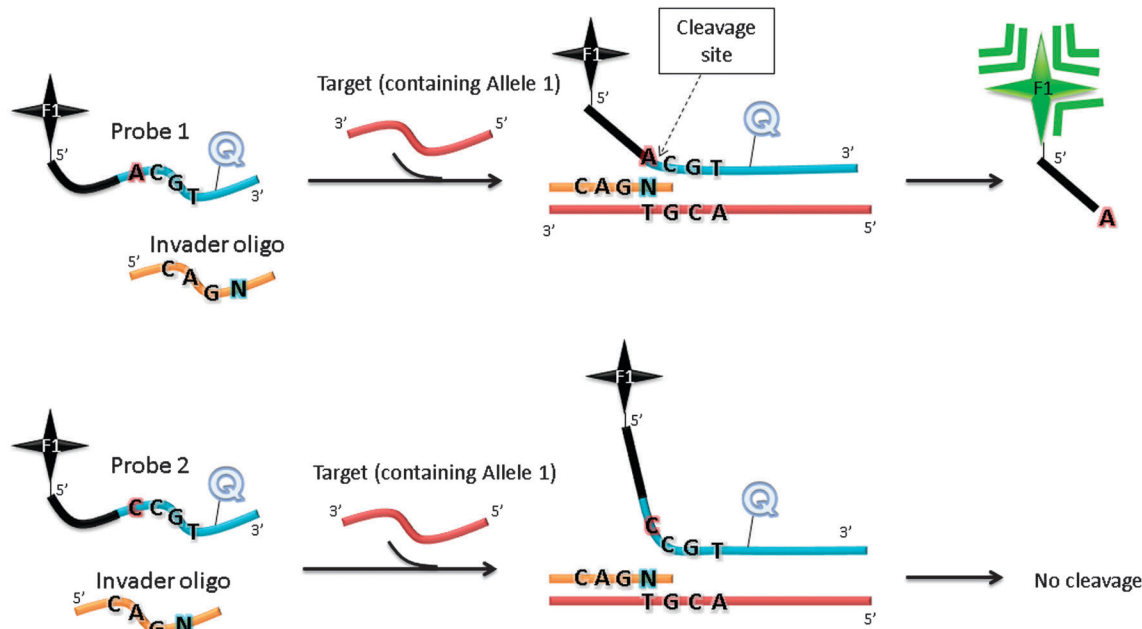 Cleavage
site
F1
F1
Target (containing Allele 1)
5’
3’
5’
Probe 1
Q
Q
5’
A C G T
3’
A C G T
3’
5’
C A G N
T G C A
3’
5’
A
Invader oligo
5’
C A G N
F1
F1
5’
Probe 2
Q
Target (containing Allele 1)
5’
3’
5’
C C G T
3’
Q
C C G T
3’
Invader oligo
5’
C A G N
C A G N
T G C A
3’
5’
No cleavage
F1